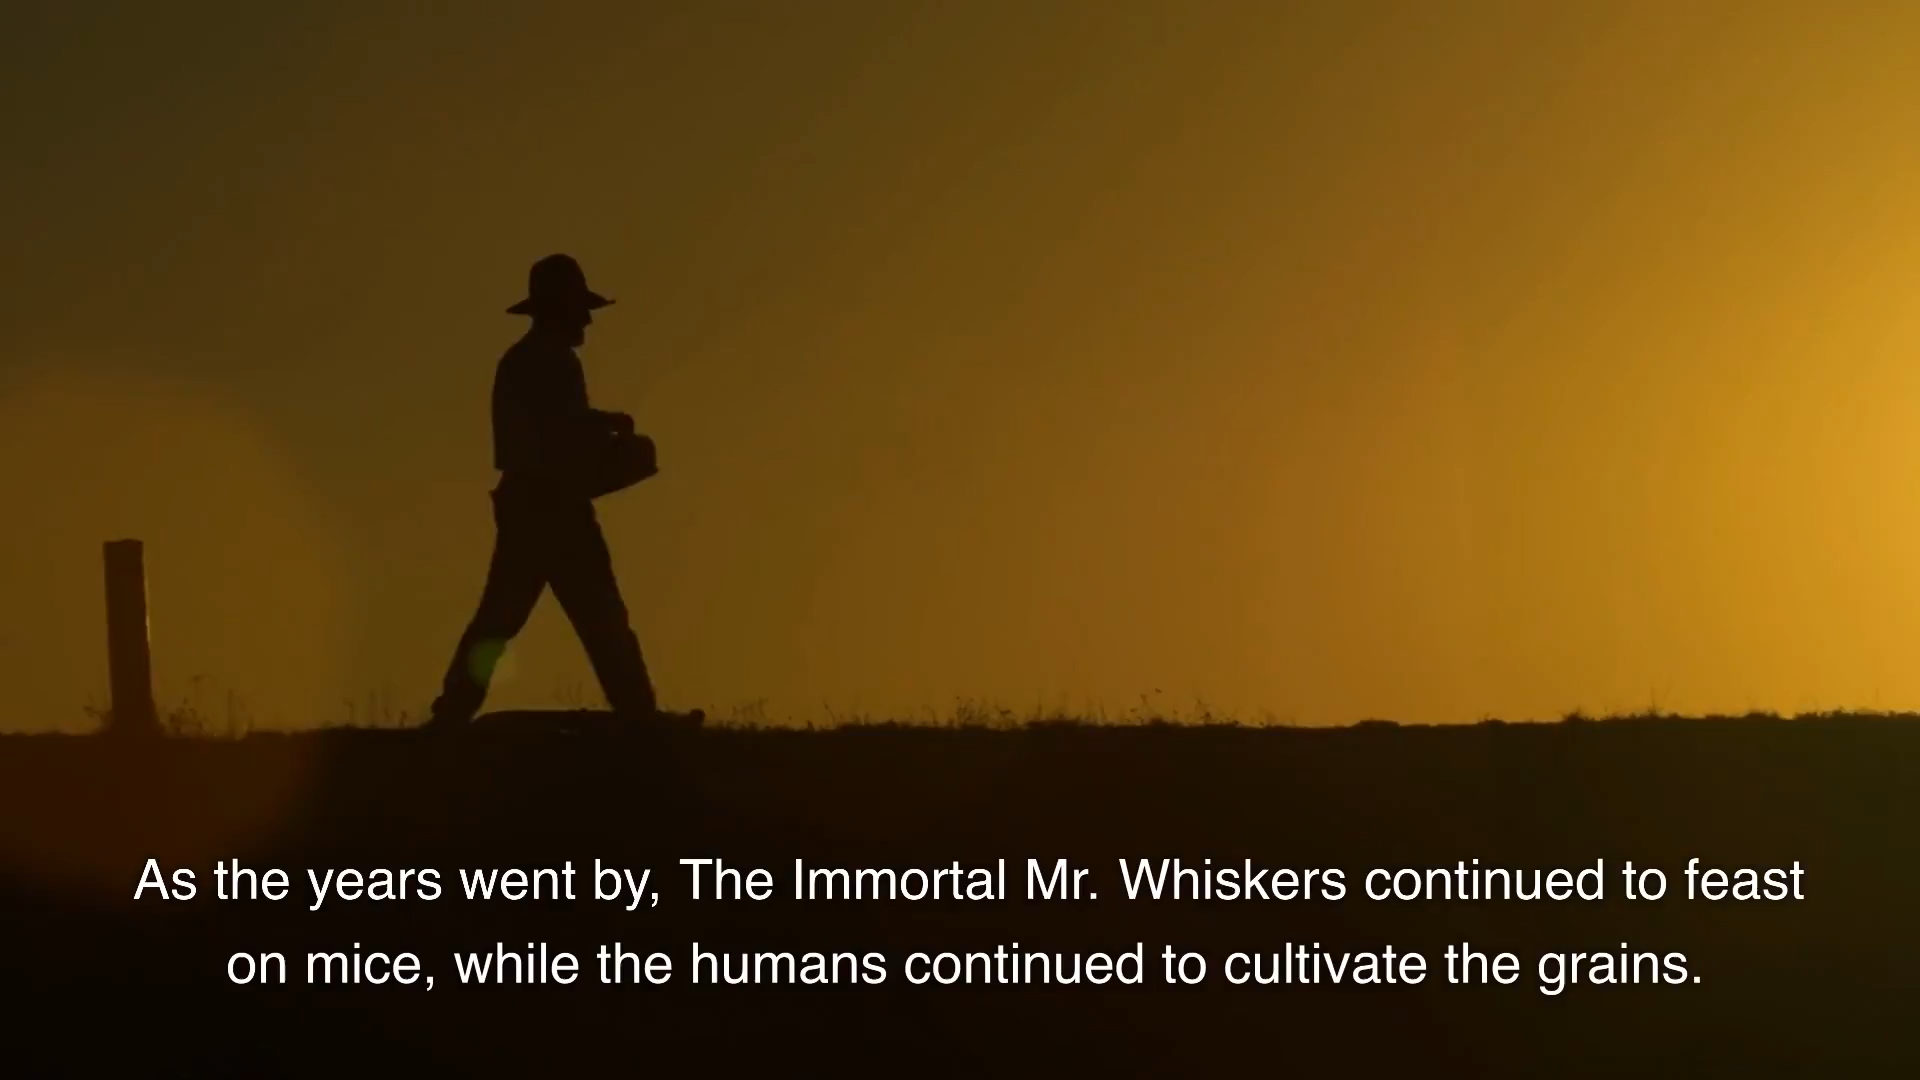 As the years went by, The Immortal Mr. Whiskers continued to feast
on mice, while the humans continued to cultivate the grains.